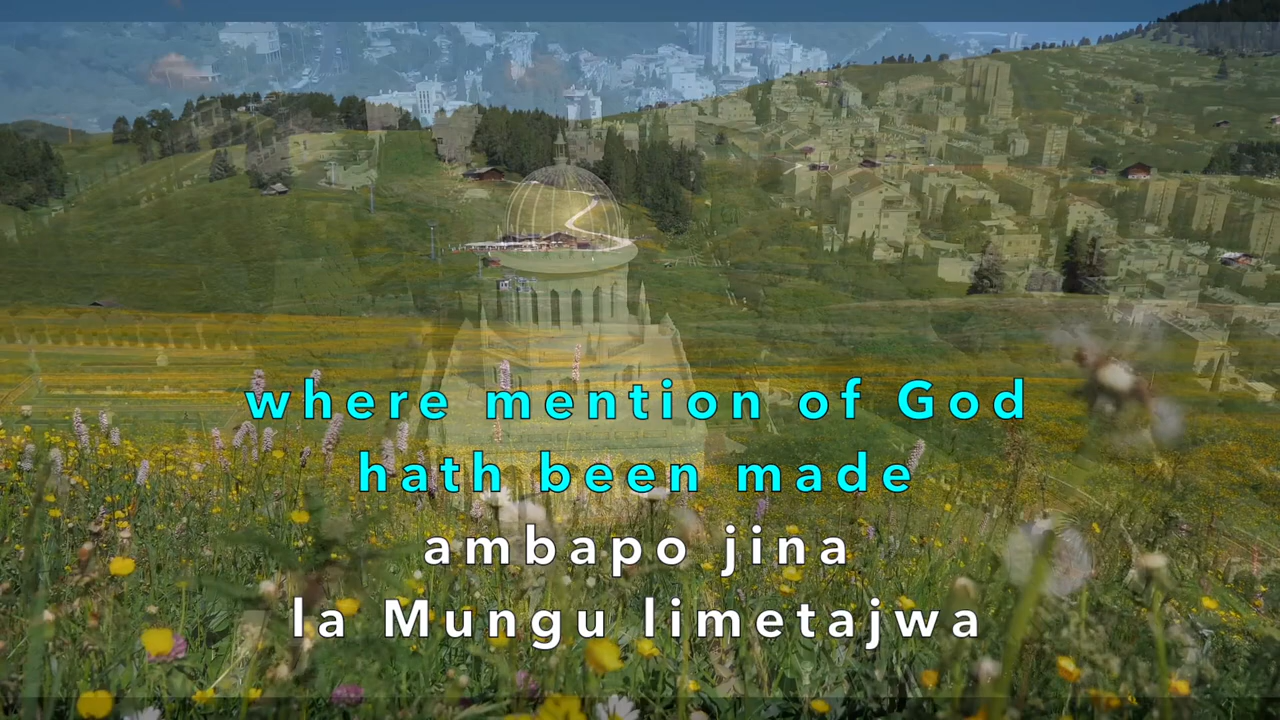 where mention of God
hath been made
ambapo jina
la Mungu limetajwa